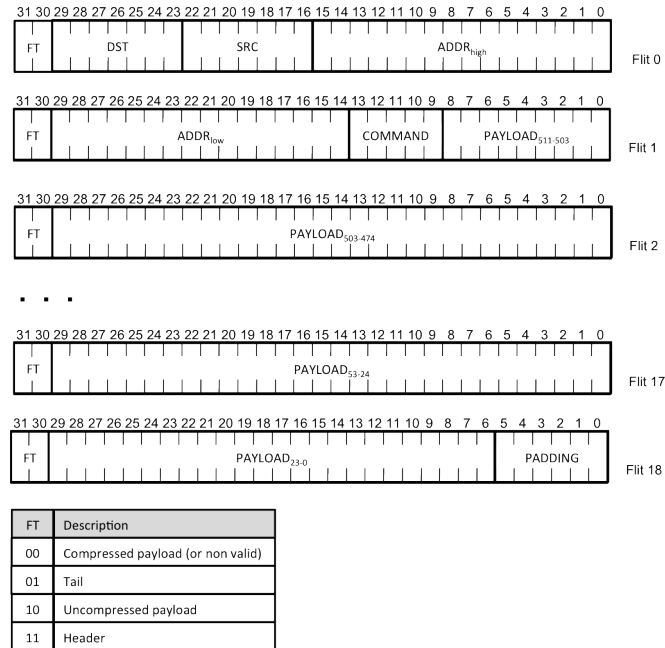 31 30 29 28 27 26 25 24 23 22 21 20 19 18 17 16 15 14 13 12 11 10 9 8 7 6 5 4 3 2 1 0
FT DST SRC ADDRhigh Flit 0
31 30 29 28 27 26 25 24 23 22 21 20 19 18 17 16 15 14 13 12 11 10 9 8 7 6 5 4 3 2 1 0
FT ADDRlow COMMAND PAYLOAD511-503 Flit 1
31 30 29 28 27 26 25 24 23 22 21 20 19 18 17 16 15 14 13 12 11 10 9 8 7 6 5 4 3 2 1 0
FT PAYLOAD503-474 Flit 2
. . .
31 30 29 28 27 26 25 24 23 22 21 20 19 18 17 16 15 14 13 12 11 10 9 8 7 6 5 4 3 2 1 0
FT PAYLOAD53-24 Flit 17
31 30 29 28 27 26 25 24 23 22 21 20 19 18 17 16 15 14 13 12 11 10 9 8 7 6 5 4 3 2 1 0
FT PAYLOAD23-0 PADDING Flit 18
FT Description
00 Compressed payload (or non valid)
01 Tail
10 Uncompressed payload
11 Header